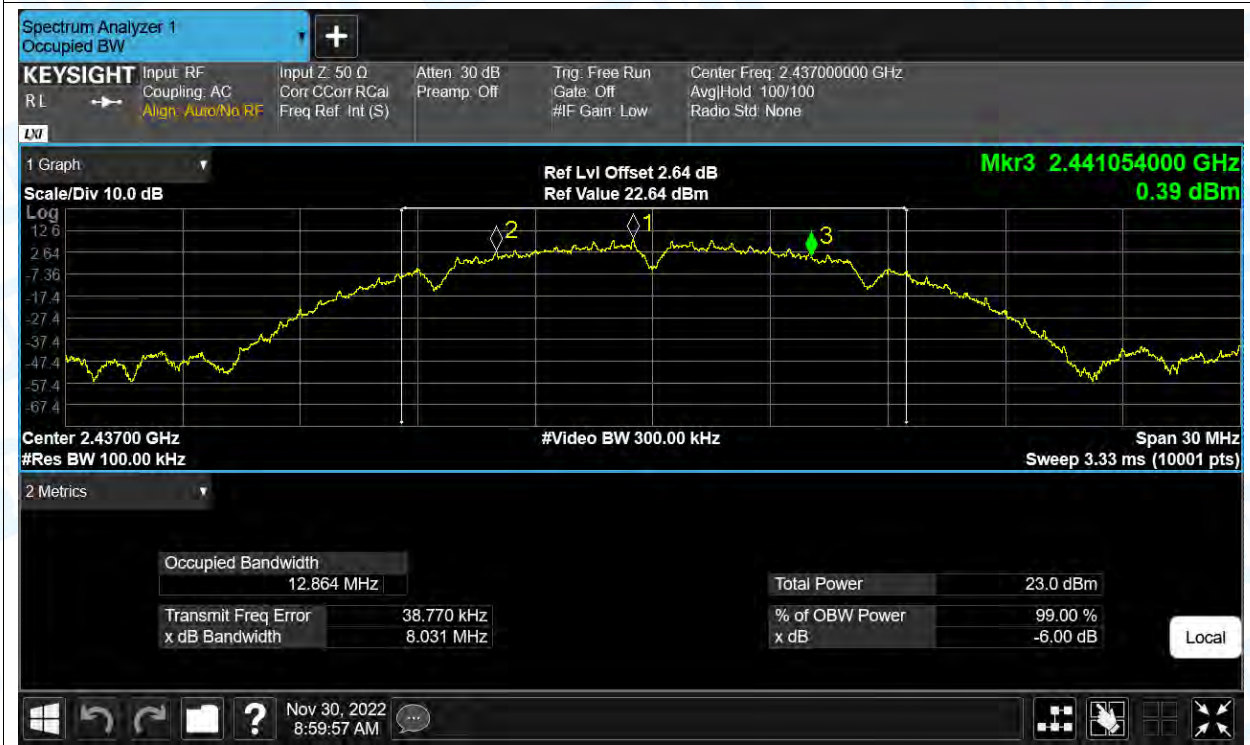 Spectrum Analyzer 1
Occupied BW
+
KEYSIGHT
RL
LXI
Input: RF
Coupling: AC
Align: Auto/No RF
Input Z: 50 Ω
Corr CCorr RCal
Freq Ref: Int (S)
Atten: 30 dB
Preamp: Off
Trig: Free Run
Gate: Off
#IF Gain: Low
Center Freq: 2.437000000 GHz
Avg|Hold: 100/100
Radio Std: None
1 Graph
Scale/Div 10.0 dB
Ref Lvl Offset 2.64 dB
Ref Value 22.64 dBm
Mkr3 2.441054000 GHz
0.39 dBm
Log
12.6
2.64
-7.36
-17.4
-27.4
-37.4
-47.4
-57.4
-67.4
2
1
3
Center 2.43700 GHz
#Res BW 100.00 kHz
#Video BW 300.00 kHz
Span 30 MHz
Sweep 3.33 ms (10001 pts)
2 Metrics
Occupied Bandwidth
12.864 MHz
Transmit Freq Error 38.770 kHz
x dB Bandwidth 8.031 MHz
Total Power 23.0 dBm
% of OBW Power 99.00 %
x dB -6.00 dB
Local
?
Nov 30, 2022
8:59:57 AM